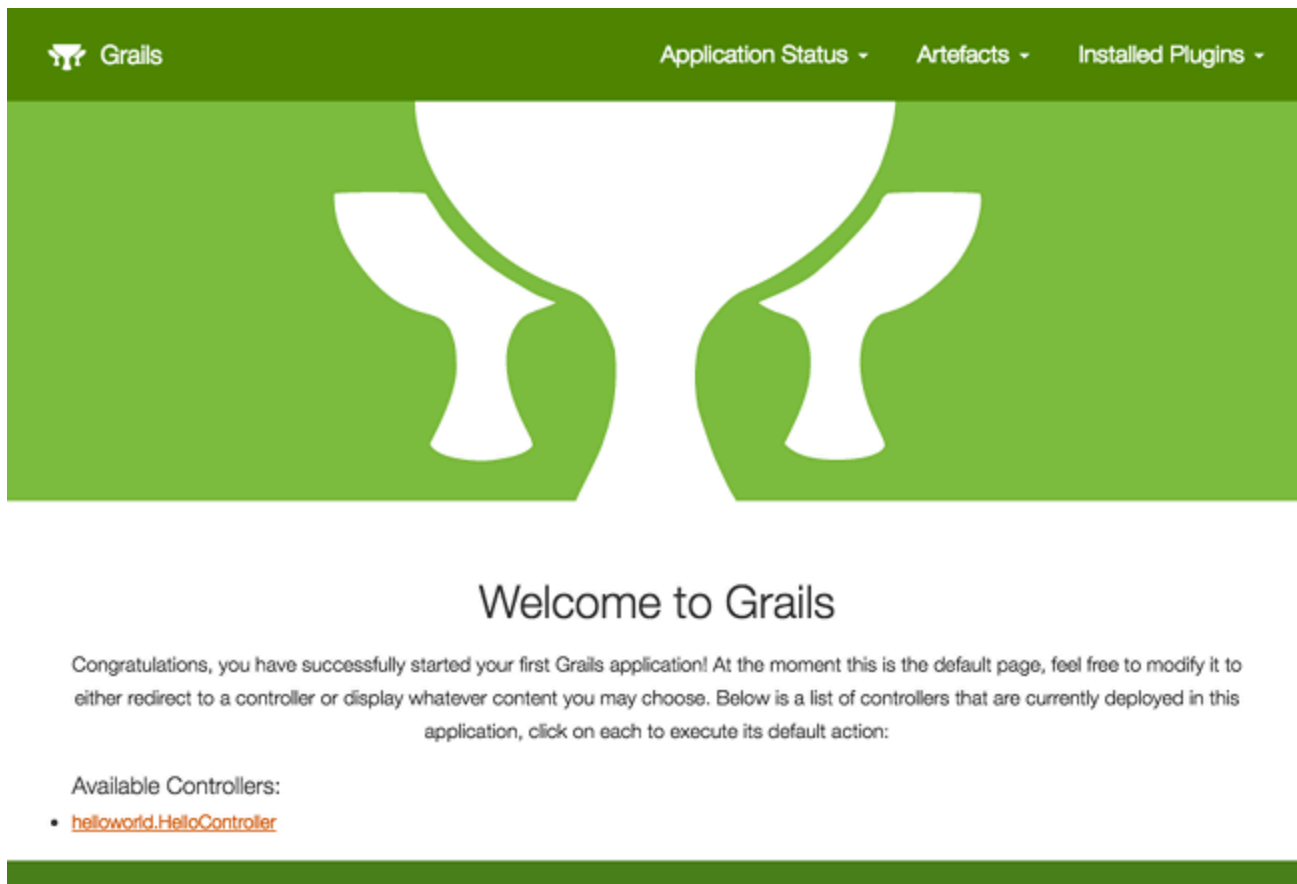 Grails
Application Status
Artefacts
Installed Plugins
Welcome to Grails
Congratulations, you have successfully started your first Grails application! At the moment this is the default page, feel free to modify it to
either redirect to a controller or display whatever content you may choose. Below is a list of controllers that are currently deployed in this
application, click on each to execute its default action:
Available Controllers:
• helloworld.HelloController